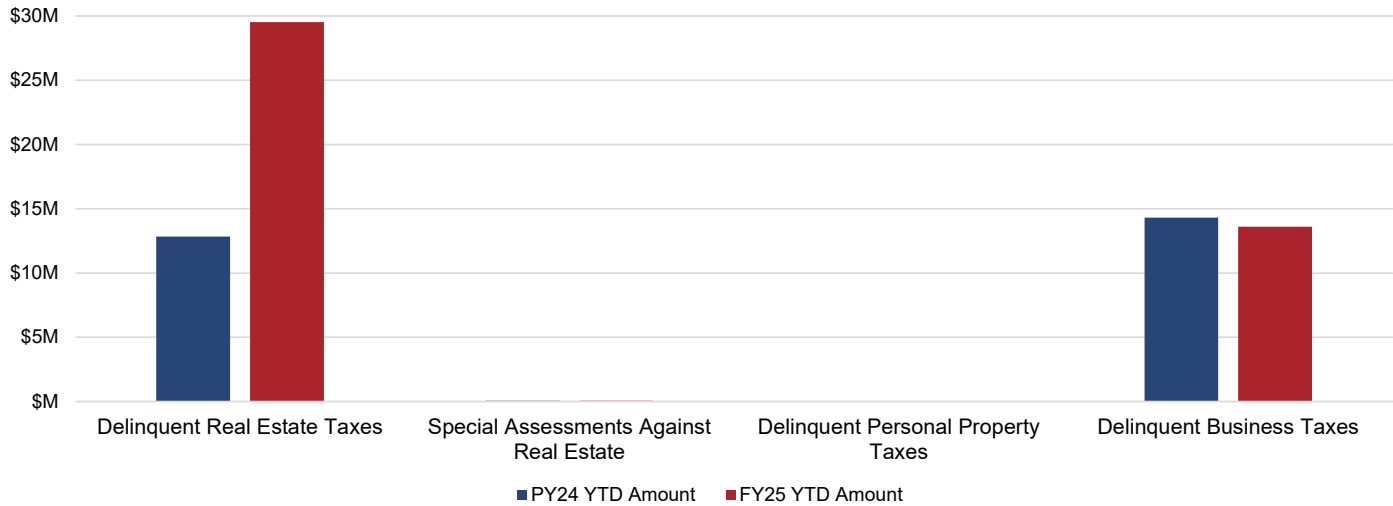 $30M
$25M
$20M
$15M
$10M
$5M
$M
Delinquent Real Estate Taxes
Special Assessments Against
Real Estate
Delinquent Personal Property
Taxes
Delinquent Business Taxes
PY24 YTD Amount
FY25 YTD Amount